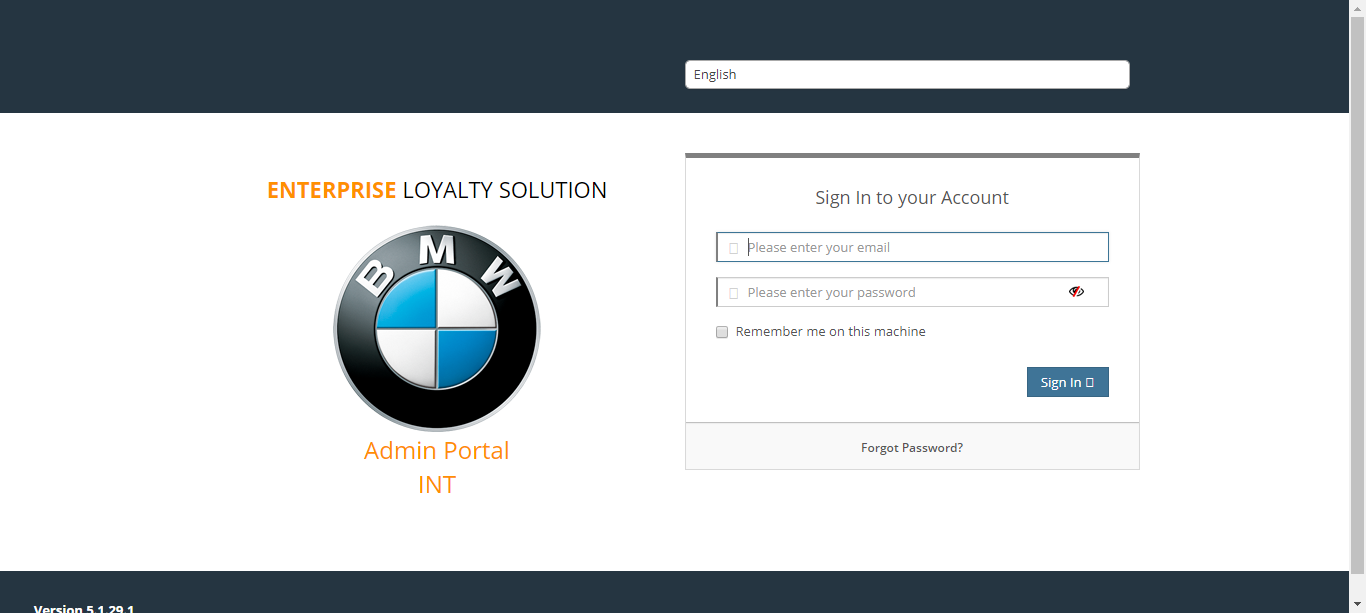 English
ENTERPRISE LOYALTY SOLUTION
BMW
Admin Portal
INT
Sign In to your Account
Please enter your email
Please enter your password
Remember me on this machine
Sign In
Forgot Password?
Version 5.1.29.1